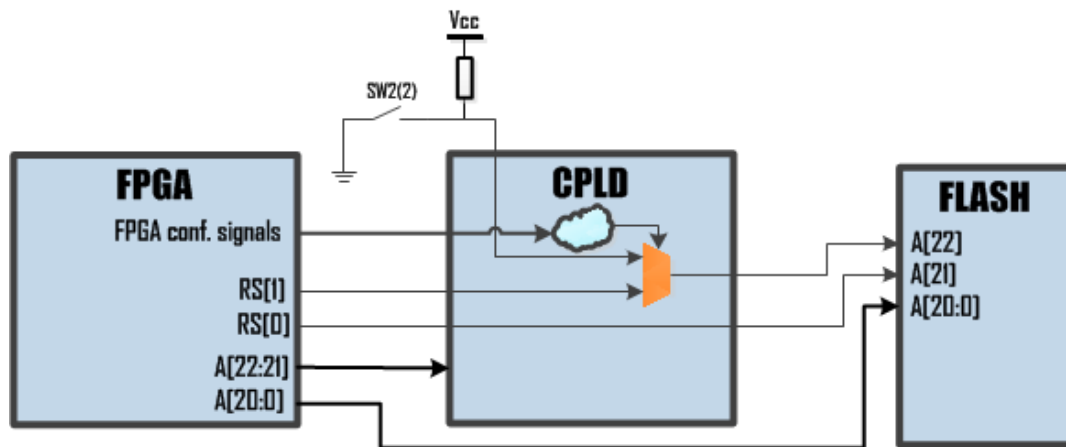 Vcc
SW2(2)
FPGA
CPLD
FLASH
FPGA conf. signals
A[22]
A[21]
RS[1]
A[20:0]
RS[0]
A[22:21]
A[20:0]